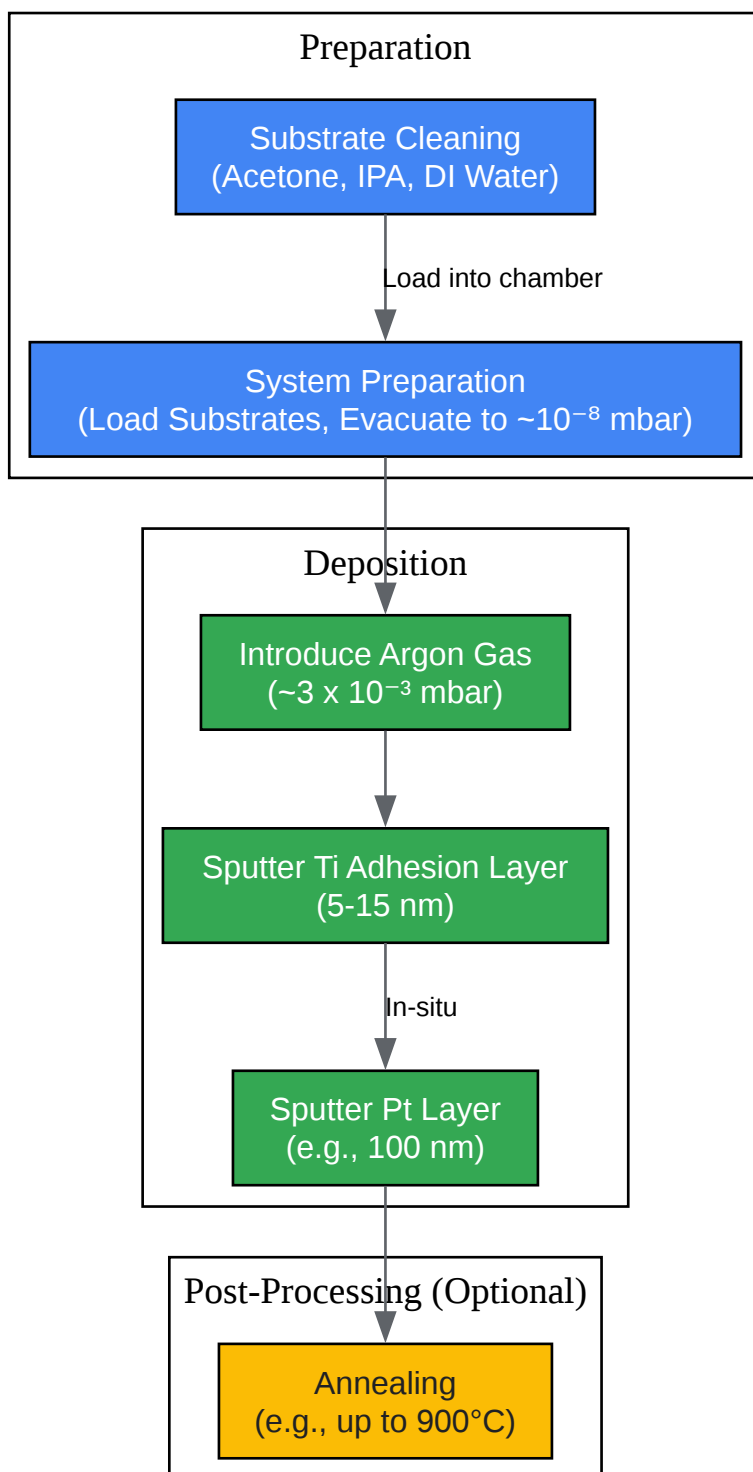 Preparation
Substrate Cleaning
(Acetone, IPA, DI Water)
Load into chamber
System Preparation
(Load Substrates, Evacuate to ~10⁻⁸ mbar)
Deposition
Introduce Argon Gas
(~3 x 10⁻³ mbar)
Sputter Ti Adhesion Layer
(5-15 nm)
In-situ
Sputter Pt Layer
(e.g., 100 nm)
Post-Processing (Optional)
Annealing
(e.g., up to 900°C)